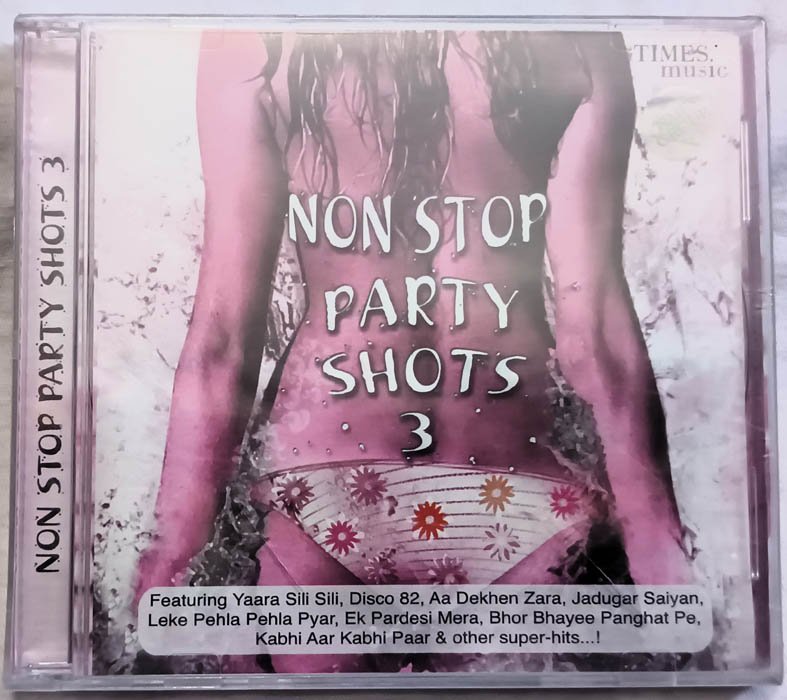 NON STOP PARTY SHOTS 3
TIMES.
music
NON STOP
PARTY
SHOTS
3
Featuring Yaara Sili Sili, Disco 82, Aa Dekhen Zara, Jadugar Saiyan,
Leke Pehla Pehla Pyar, Ek Pardesi Mera, Bhor Bhayee Panghat Pe,
Kabhi Aar Kabhi Paar & other super-hits...!